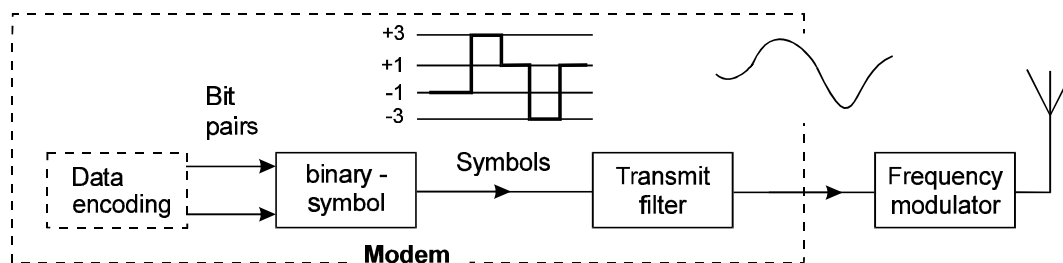 +3
+1
-1
-3
Bit
pairs
Data
encoding
binary -
symbol
Symbols
Transmit
filter
Frequency
modulator
Modem